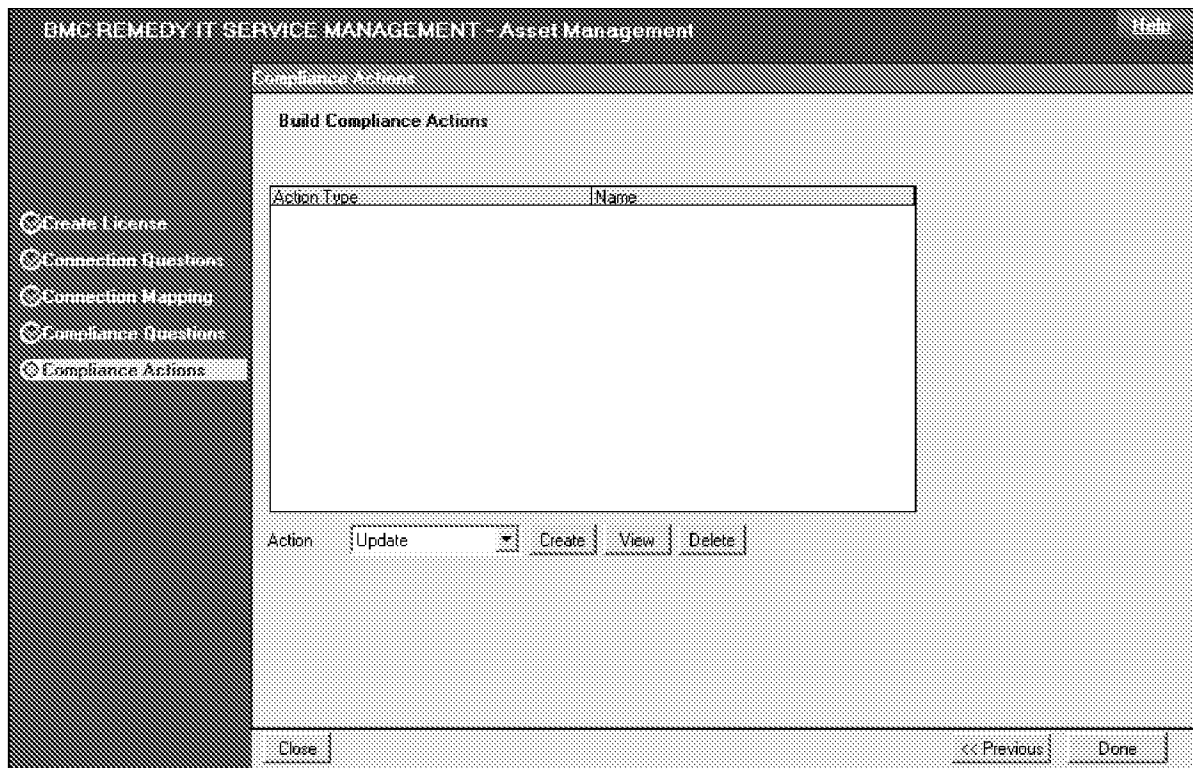 BMC REMEDY IT SERVICE MANAGEMENT - Asset Management
Help
Compliance Actions
Build Compliance Actions
Action Type Name
Create License
Connection Questions
Connection Mapping
Compliance Questions
Compliance Actions
Action Update Create View Delete
Close << Previous Done